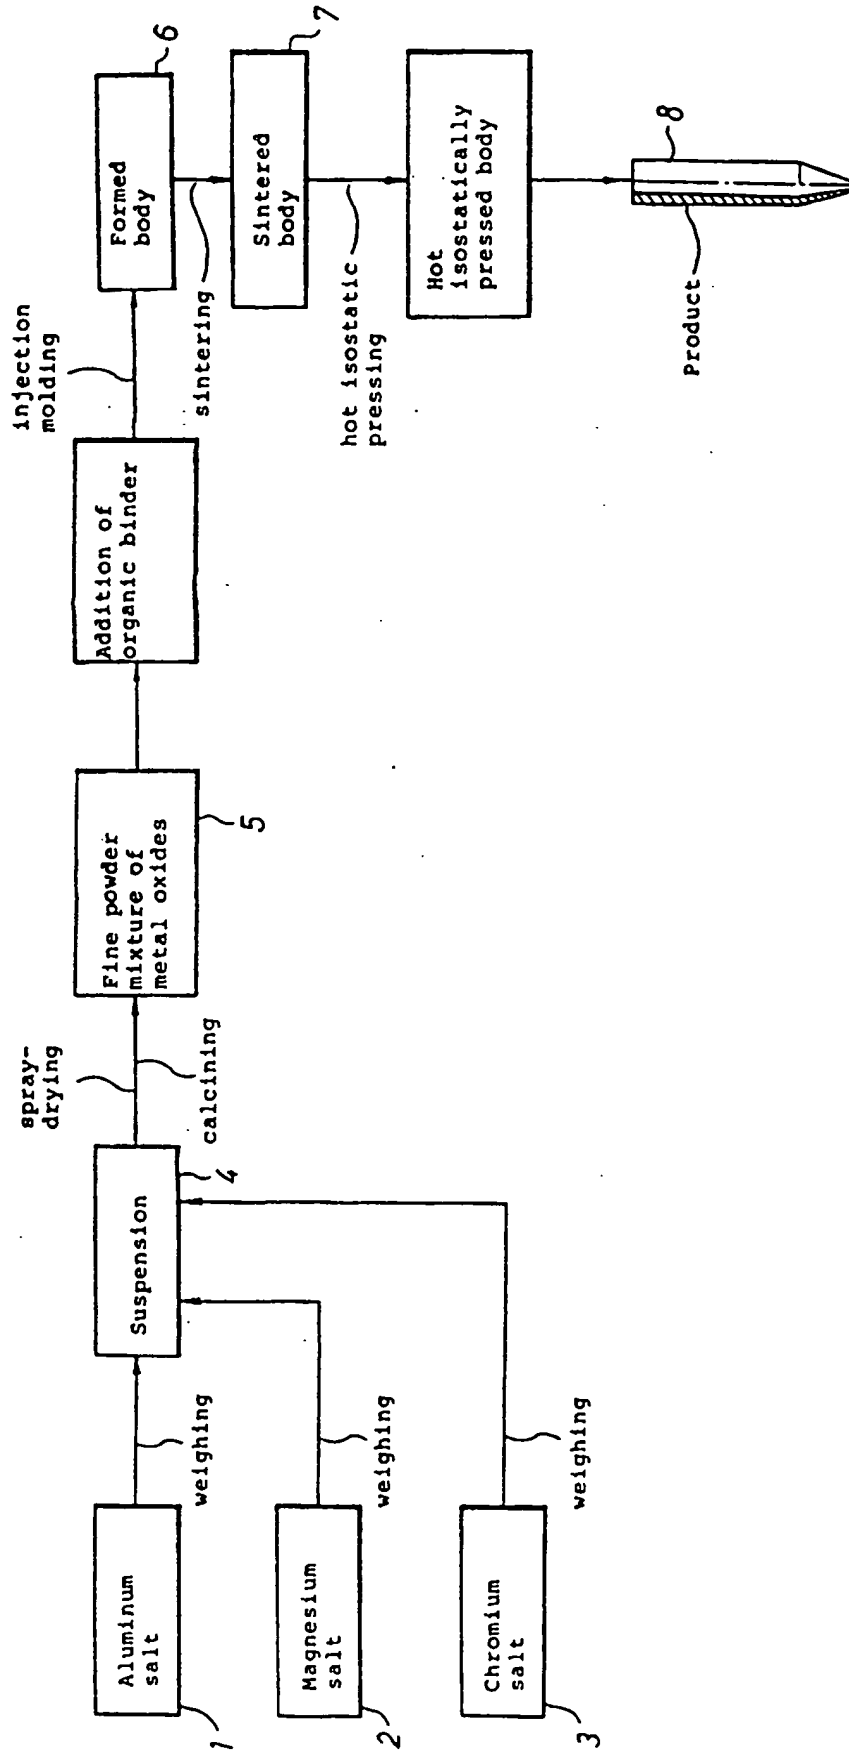 Aluminum
salt
1
weighing
Magnesium
salt
2
weighing
Chromium
salt
3
weighing
Suspension
4
spray-
drying
calcining
Fine powder
mixture of
metal oxides
5
Addition of
organic binder
injection
molding
Formed
body
6
sintering
Sintered
body
7
hot isostatic
pressing
Hot
isostatically
pressed body
Product
8